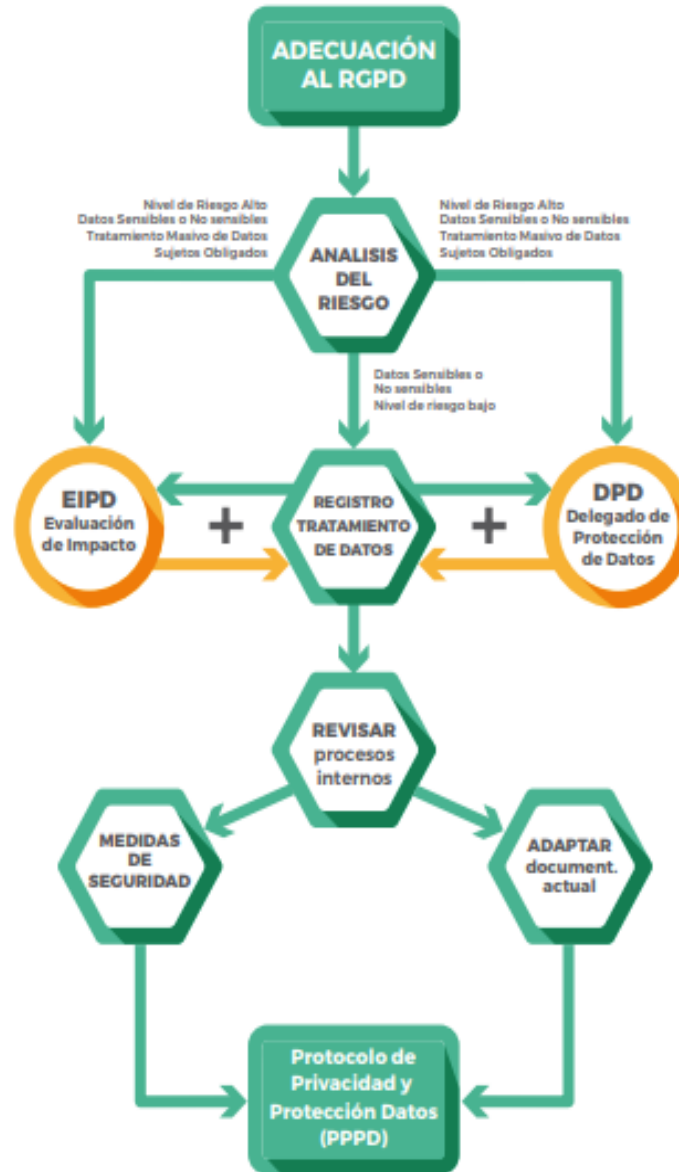 ADECUACIÓN
AL RGPD
Nivel de Riesgo Alto
Datos Sensibles o No sensibles
Tratamiento Masivo de Datos
Sujetos Obligados
Nivel de Riesgo Alto
Datos Sensibles o No sensibles
Tratamiento Masivo de Datos
Sujetos Obligados
ANALISIS
DEL
RIESGO
Datos Sensibles o
No sensibles
Nivel de riesgo bajo
EIPD
Evaluación
de Impacto
+
REGISTRO
TRATAMIENTO
DE DATOS
+
DPD
Delegado de
Protección
de Datos
REVISAR
procesos
internos
MEDIDAS
DE
SEGURIDAD
ADAPTAR
document.
actual
Protocolo de
Privacidad y
Protección Datos
(PPPD)